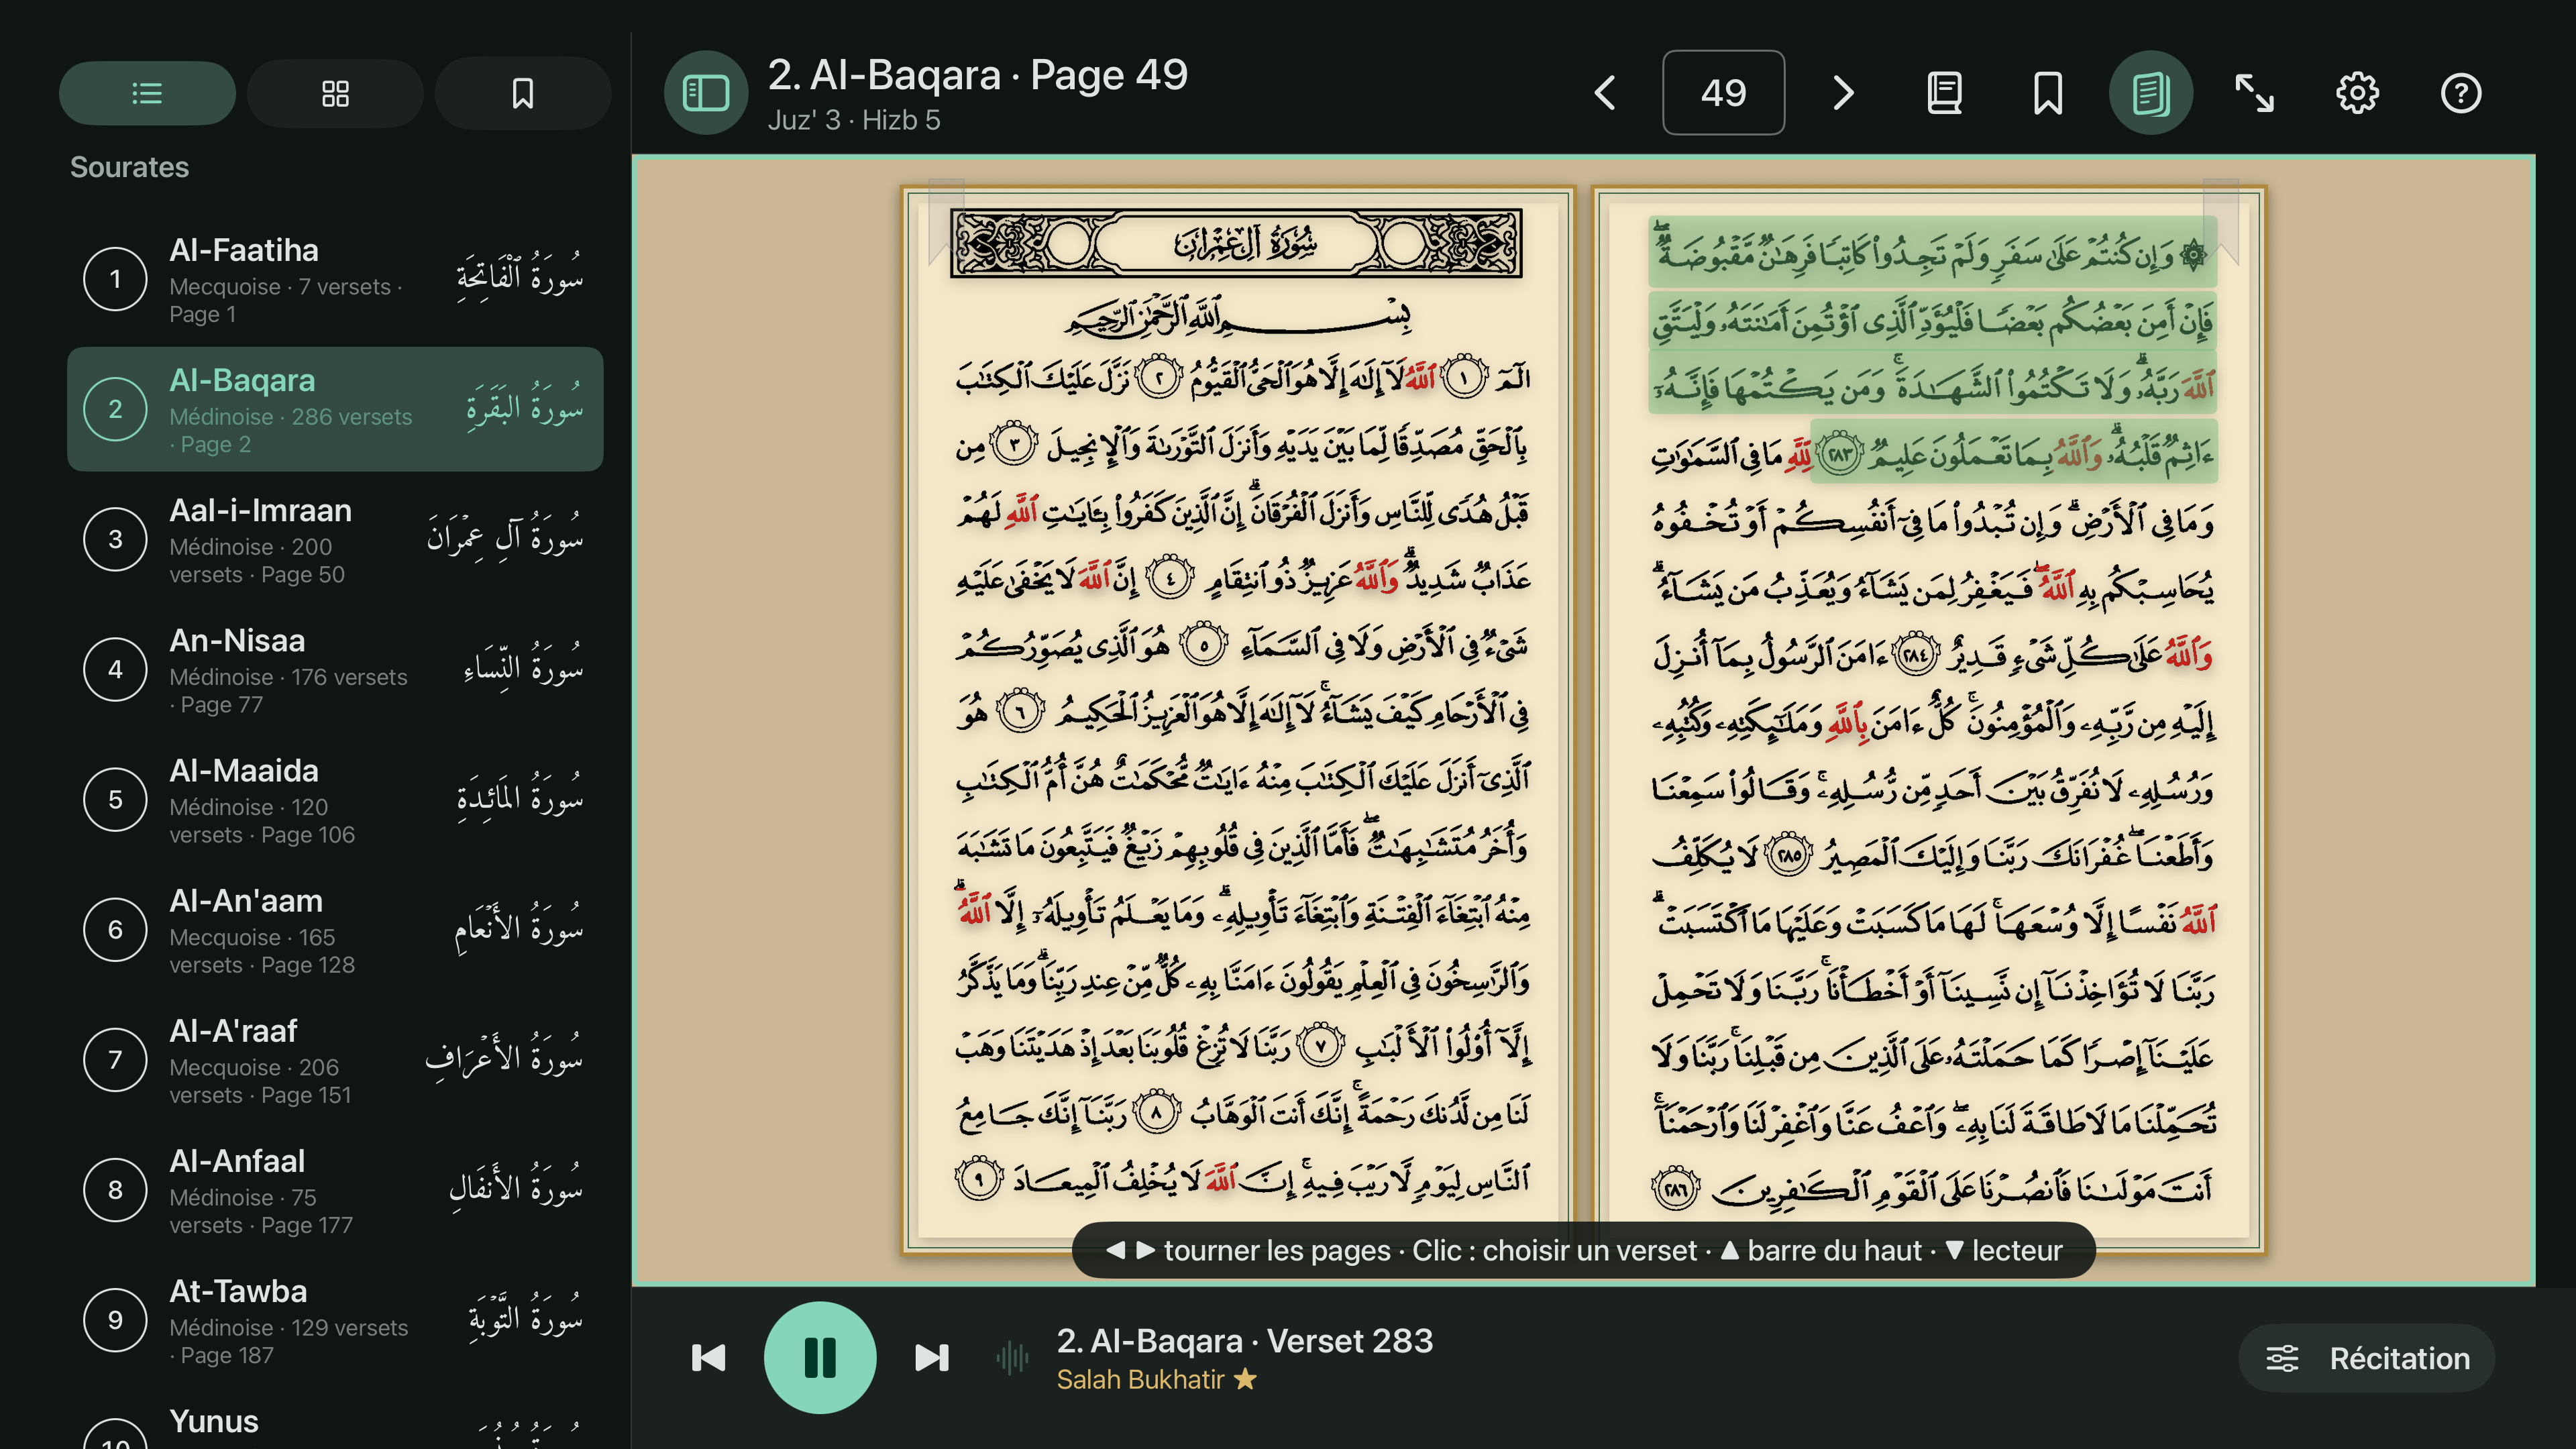 Sourates
1
Al-Faatiha
Mecquoise · 7 versets ·
Page 1
سُورَةُ ٱلْفَاتِحَةِ
2
Al-Baqara
Médinoise · 286 versets
· Page 2
سُورَةُ البَقَرَةِ
3
Aal-i-Imraan
Médinoise · 200
versets · Page 50
سُورَةُ آلِ عِمۡرَانَ
4
An-Nisaa
Médinoise · 176 versets
· Page 77
سُورَةُ النِّسَاءِ
5
Al-Maaida
Médinoise · 120
versets · Page 106
سُورَةُ المَائـِدَةِ
6
Al-An'aam
Mecquoise · 165
versets · Page 128
سُورَةُ الأَنۡعَامِ
7
Al-A'raaf
Mecquoise · 206
versets · Page 151
سُورَةُ الأَعۡرَافِ
8
Al-Anfaal
Médinoise · 75
versets · Page 177
سُورَةُ الأَنفَالِ
9
At-Tawba
Médinoise · 129 versets
· Page 187
سُورَةُ التَّوۡبَةِ
Yunus
2. Al-Baqara · Page 49
Juz' 3 · Hizb 5
49
۞ وَإِن كُنتُمۡ عَلَىٰ سَفَرٖ وَلَمۡ تَجِدُواْ كَاتِبٗا فَرِهَٰنٞ مَّقۡبُوضَةٞۖ
فَإِنۡ أَمِنَ بَعۡضُكُم بَعۡضٗا فَلۡيُؤَدِّ ٱلَّذِي ٱؤۡتُمِنَ أَمَٰنَتَهُۥ وَلۡيَتَّقِ
ٱللَّهَ رَبَّهُۥۗ وَلَا تَكۡتُمُواْ ٱلشَّهَٰدَةَۚ وَمَن يَكۡتُمۡهَا فَإِنَّهُۥٓ
ءَاثِمٞ قَلۡبُهُۥۗ وَٱللَّهُ بِمَا تَعۡمَلُونَ عَلِيمٞ ٢٨٣ لِّلَّهِ مَا فِي ٱلسَّمَٰوَٰتِ
وَمَا فِي ٱلۡأَرۡضِۗ وَإِن تُبۡدُواْ مَا فِيٓ أَنفُسِكُمۡ أَوۡ تُخۡفُوهُ
يُحَاسِبۡكُم بِهِ ٱللَّهُۖ فَيَغۡفِرُ لِمَن يَشَآءُ وَيُعَذِّبُ مَن يَشَآءُۗ
وَٱللَّهُ عَلَىٰ كُلِّ شَيۡءٖ قَدِيرٌ ٢٨٤ ءَامَنَ ٱلرَّسُولُ بِمَآ أُنزِلَ
إِلَيۡهِ مِن رَّبِّهِۦ وَٱلۡمُؤۡمِنُونَۚ كُلٌّ ءَامَنَ بِٱللَّهِ وَمَلَٰٓئِكَتِهِۦ وَكُتُبِهِۦ
وَرُسُلِهِۦ لَا نُفَرِّقُ بَيۡنَ أَحَدٖ مِّن رُّسُلِهِۦۚ وَقَالُواْ سَمِعۡنَا
وَأَطَعۡنَاۖ غُفۡرَانَكَ رَبَّنَا وَإِلَيۡكَ ٱلۡمَصِيرُ ٢٨٥ لَا يُكَلِّفُ
ٱللَّهُ نَفۡسًا إِلَّا وُسۡعَهَاۚ لَهَا مَا كَسَبَتۡ وَعَلَيۡهَا مَا ٱكۡتَسَبَتۡۗ
رَبَّنَا لَا تُؤَاخِذۡنَآ إِن نَّسِينَآ أَوۡ أَخۡطَأۡنَاۚ رَبَّنَا وَلَا تَحۡمِلۡ
عَلَيۡنَآ إِصۡرٗا كَمَا حَمَلۡتَهُۥ عَلَى ٱلَّذِينَ مِن قَبۡلِنَاۚ رَبَّنَا وَلَا
تُحَمِّلۡنَا مَا لَا طَاقَةَ لَنَا بِهِۦۖ وَٱعۡفُ عَنَّا وَٱغۡفِرۡ لَنَا وَٱرۡحَمۡنَآۚ
أَنتَ مَوۡلَىٰنَا فَٱنصُرۡنَا عَلَى ٱلۡقَوۡمِ ٱلۡكَٰفِرِينَ ٢٨٦
سُورَةُ آلِ عِمۡرَانَ
بِسۡمِ ٱللَّهِ ٱلرَّحۡمَٰنِ ٱلرَّحِيمِ
الٓمٓ ١ ٱللَّهُ لَآ إِلَٰهَ إِلَّا هُوَ ٱلۡحَيُّ ٱلۡقَيُّومُ ٢ نَزَّلَ عَلَيۡكَ ٱلۡكِتَٰبَ
بِٱلۡحَقِّ مُصَدِّقٗا لِّمَا بَيۡنَ يَدَيۡهِ وَأَنزَلَ ٱلتَّوۡرَىٰةَ وَٱلۡإِنجِيلَ ٣ مِن
قَبۡلُ هُدٗى لِّلنَّاسِ وَأَنزَلَ ٱلۡفُرۡقَانَۗ إِنَّ ٱلَّذِينَ كَفَرُواْ بِـَٔايَٰتِ ٱللَّهِ لَهُمۡ
عَذَابٞ شَدِيدٞۗ وَٱللَّهُ عَزِيزٞ ذُو ٱنتِقَامٍ ٤ إِنَّ ٱللَّهَ لَا يَخۡفَىٰ عَلَيۡهِ
شَيۡءٞ فِي ٱلۡأَرۡضِ وَلَا فِي ٱلسَّمَآءِ ٥ هُوَ ٱلَّذِي يُصَوِّرُكُمۡ
فِي ٱلۡأَرۡحَامِ كَيۡفَ يَشَآءُۚ لَآ إِلَٰهَ إِلَّا هُوَ ٱلۡعَزِيزُ ٱلۡحَكِيمُ ٦ هُوَ
ٱلَّذِيٓ أَنزَلَ عَلَيۡكَ ٱلۡكِتَٰبَ مِنۡهُ ءَايَٰتٞ مُّحۡكَمَٰتٌ هُنَّ أُمُّ ٱلۡكِتَٰبِ
وَأُخَرُ مُتَشَٰبِهَٰتٞۖ فَأَمَّا ٱلَّذِينَ فِي قُلُوبِهِمۡ زَيۡغٞ فَيَتَّبِعُونَ مَا تَشَٰبَهَ
مِنۡهُ ٱبۡتِغَآءَ ٱلۡفِتۡنَةِ وَٱبۡتِغَآءَ تَأۡوِيلِهِۦۗ وَمَا يَعۡلَمُ تَأۡوِيلَهُۥٓ إِلَّا ٱللَّهُۗ
وَٱلرَّٰسِخُونَ فِي ٱلۡعِلۡمِ يَقُولُونَ ءَامَنَّا بِهِۦ كُلّٞ مِّنۡ عِندِ رَبِّنَاۗ وَمَا يَذَّكَّرُ
إِلَّآ أُوْلُواْ ٱلۡأَلۡبَٰبِ ٧ رَبَّنَا لَا تُزِغۡ قُلُوبَنَا بَعۡدَ إِذۡ هَدَيۡتَنَا وَهَبۡ
لَنَا مِن لَّدُنكَ رَحۡمَةًۚ إِنَّكَ أَنتَ ٱلۡوَهَّابُ ٨ رَبَّنَآ إِنَّكَ جَامِعُ
ٱلنَّاسِ لِيَوۡمٖ لَّا رَيۡبَ فِيهِۚ إِنَّ ٱللَّهَ لَا يُخۡلِفُ ٱلۡمِيعَادَ ٩
◀ ▶ tourner les pages · Clic : choisir un verset · ▲ barre du haut · ▼ lecteur
2. Al-Baqara · Verset 283
Salah Bukhatir ★
Récitation